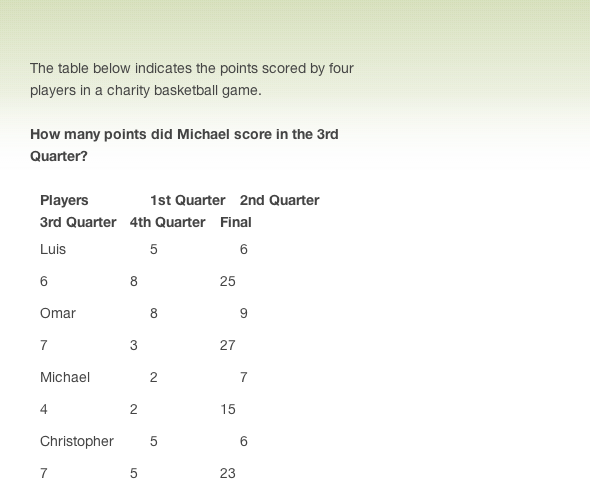 The table below indicates the points scored by four
players in a charity basketball game.
How many points did Michael score in the 3rd
Quarter?
Players 1st Quarter 2nd Quarter
3rd Quarter 4th Quarter Final
Luis 5 6
6 8 25
Omar 8 9
7 3 27
Michael 2 7
4 2 15
Christopher 5 6
7 5 23